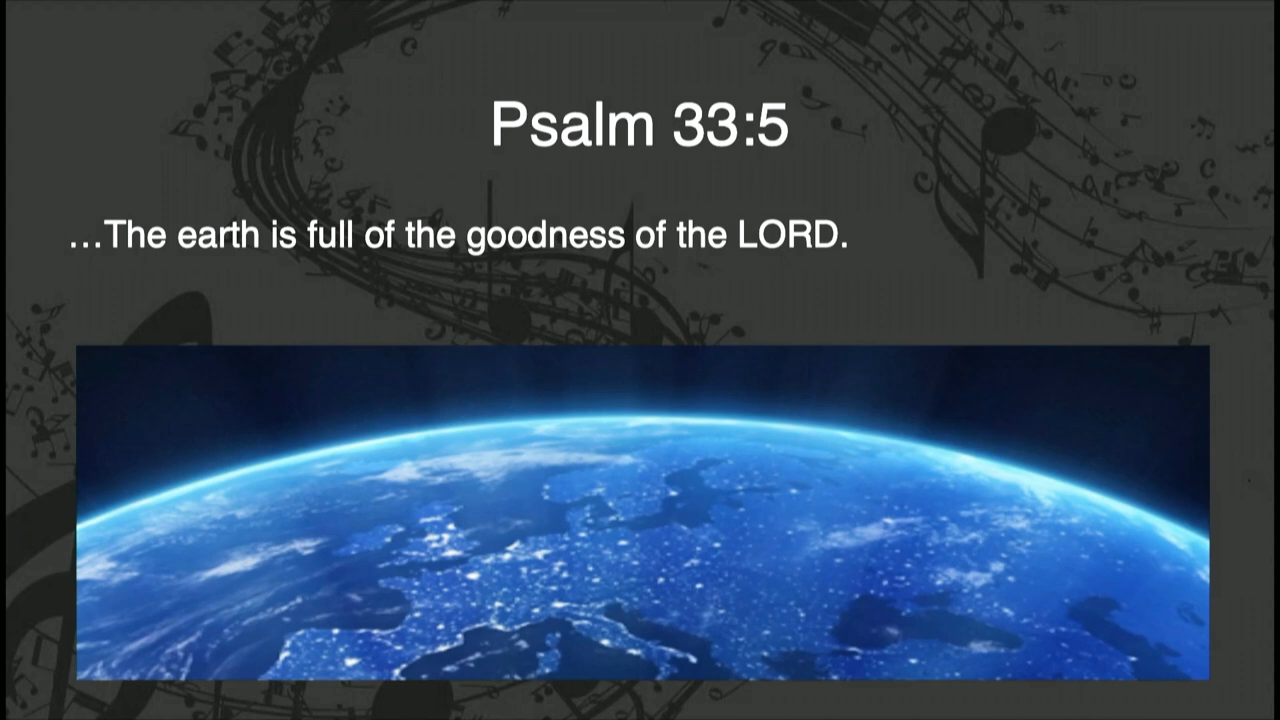 Psalm 33:5
…The earth is full of the goodness of the LORD.